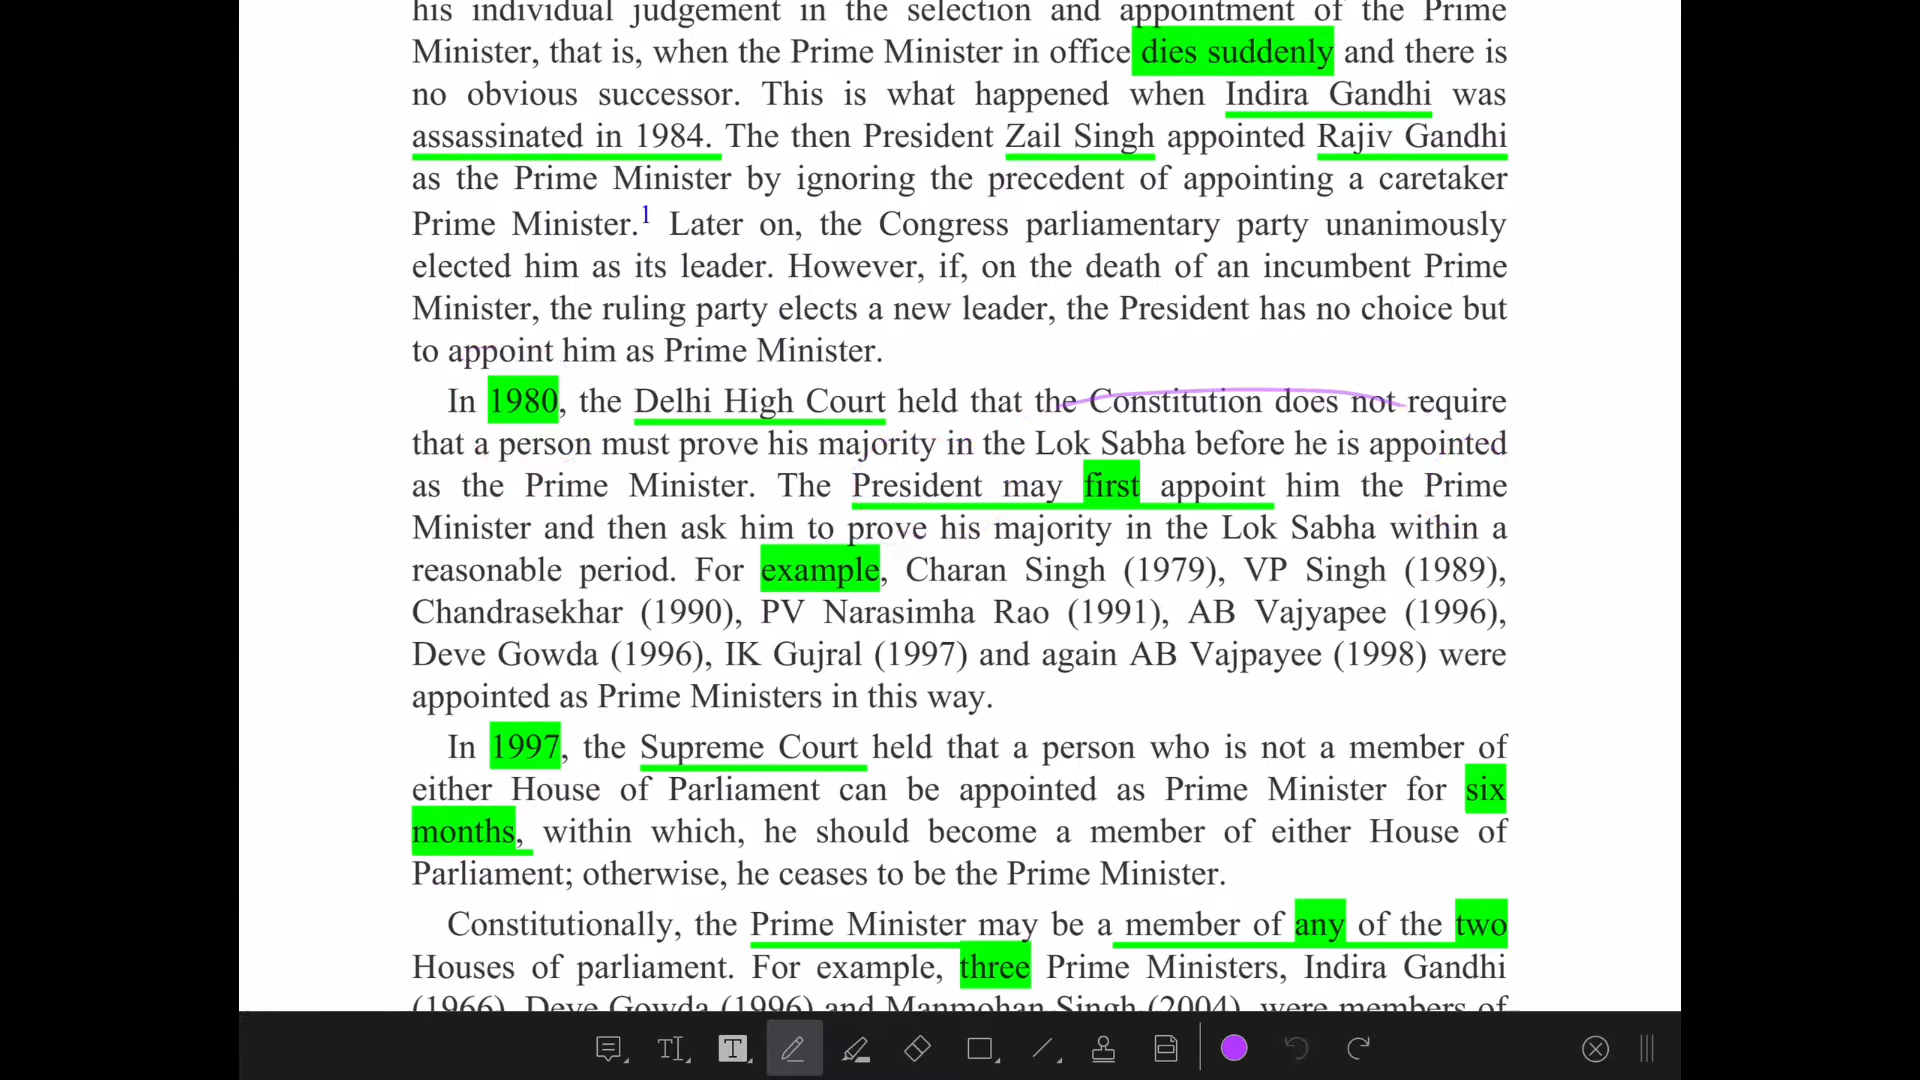 his individual judgement in the selection and appointment of the Prime
Minister, that is, when the Prime Minister in office dies suddenly and there is
no obvious successor. This is what happened when Indira Gandhi was
assassinated in 1984. The then President Zail Singh appointed Rajiv Gandhi
as the Prime Minister by ignoring the precedent of appointing a caretaker
Prime Minister.1 Later on, the Congress parliamentary party unanimously
elected him as its leader. However, if, on the death of an incumbent Prime
Minister, the ruling party elects a new leader, the President has no choice but
to appoint him as Prime Minister.
In 1980, the Delhi High Court held that the Constitution does not require
that a person must prove his majority in the Lok Sabha before he is appointed
as the Prime Minister. The President may first appoint him the Prime
Minister and then ask him to prove his majority in the Lok Sabha within a
reasonable period. For example, Charan Singh (1979), VP Singh (1989),
Chandrasekhar (1990), PV Narasimha Rao (1991), AB Vajyapee (1996),
Deve Gowda (1996), IK Gujral (1997) and again AB Vajpayee (1998) were
appointed as Prime Ministers in this way.
In 1997, the Supreme Court held that a person who is not a member of
either House of Parliament can be appointed as Prime Minister for six
months, within which, he should become a member of either House of
Parliament; otherwise, he ceases to be the Prime Minister.
Constitutionally, the Prime Minister may be a member of any of the two
Houses of parliament. For example, three Prime Ministers, Indira Gandhi
(1966), Deve Gowda (1996) and Manmohan Singh (2004), were members of